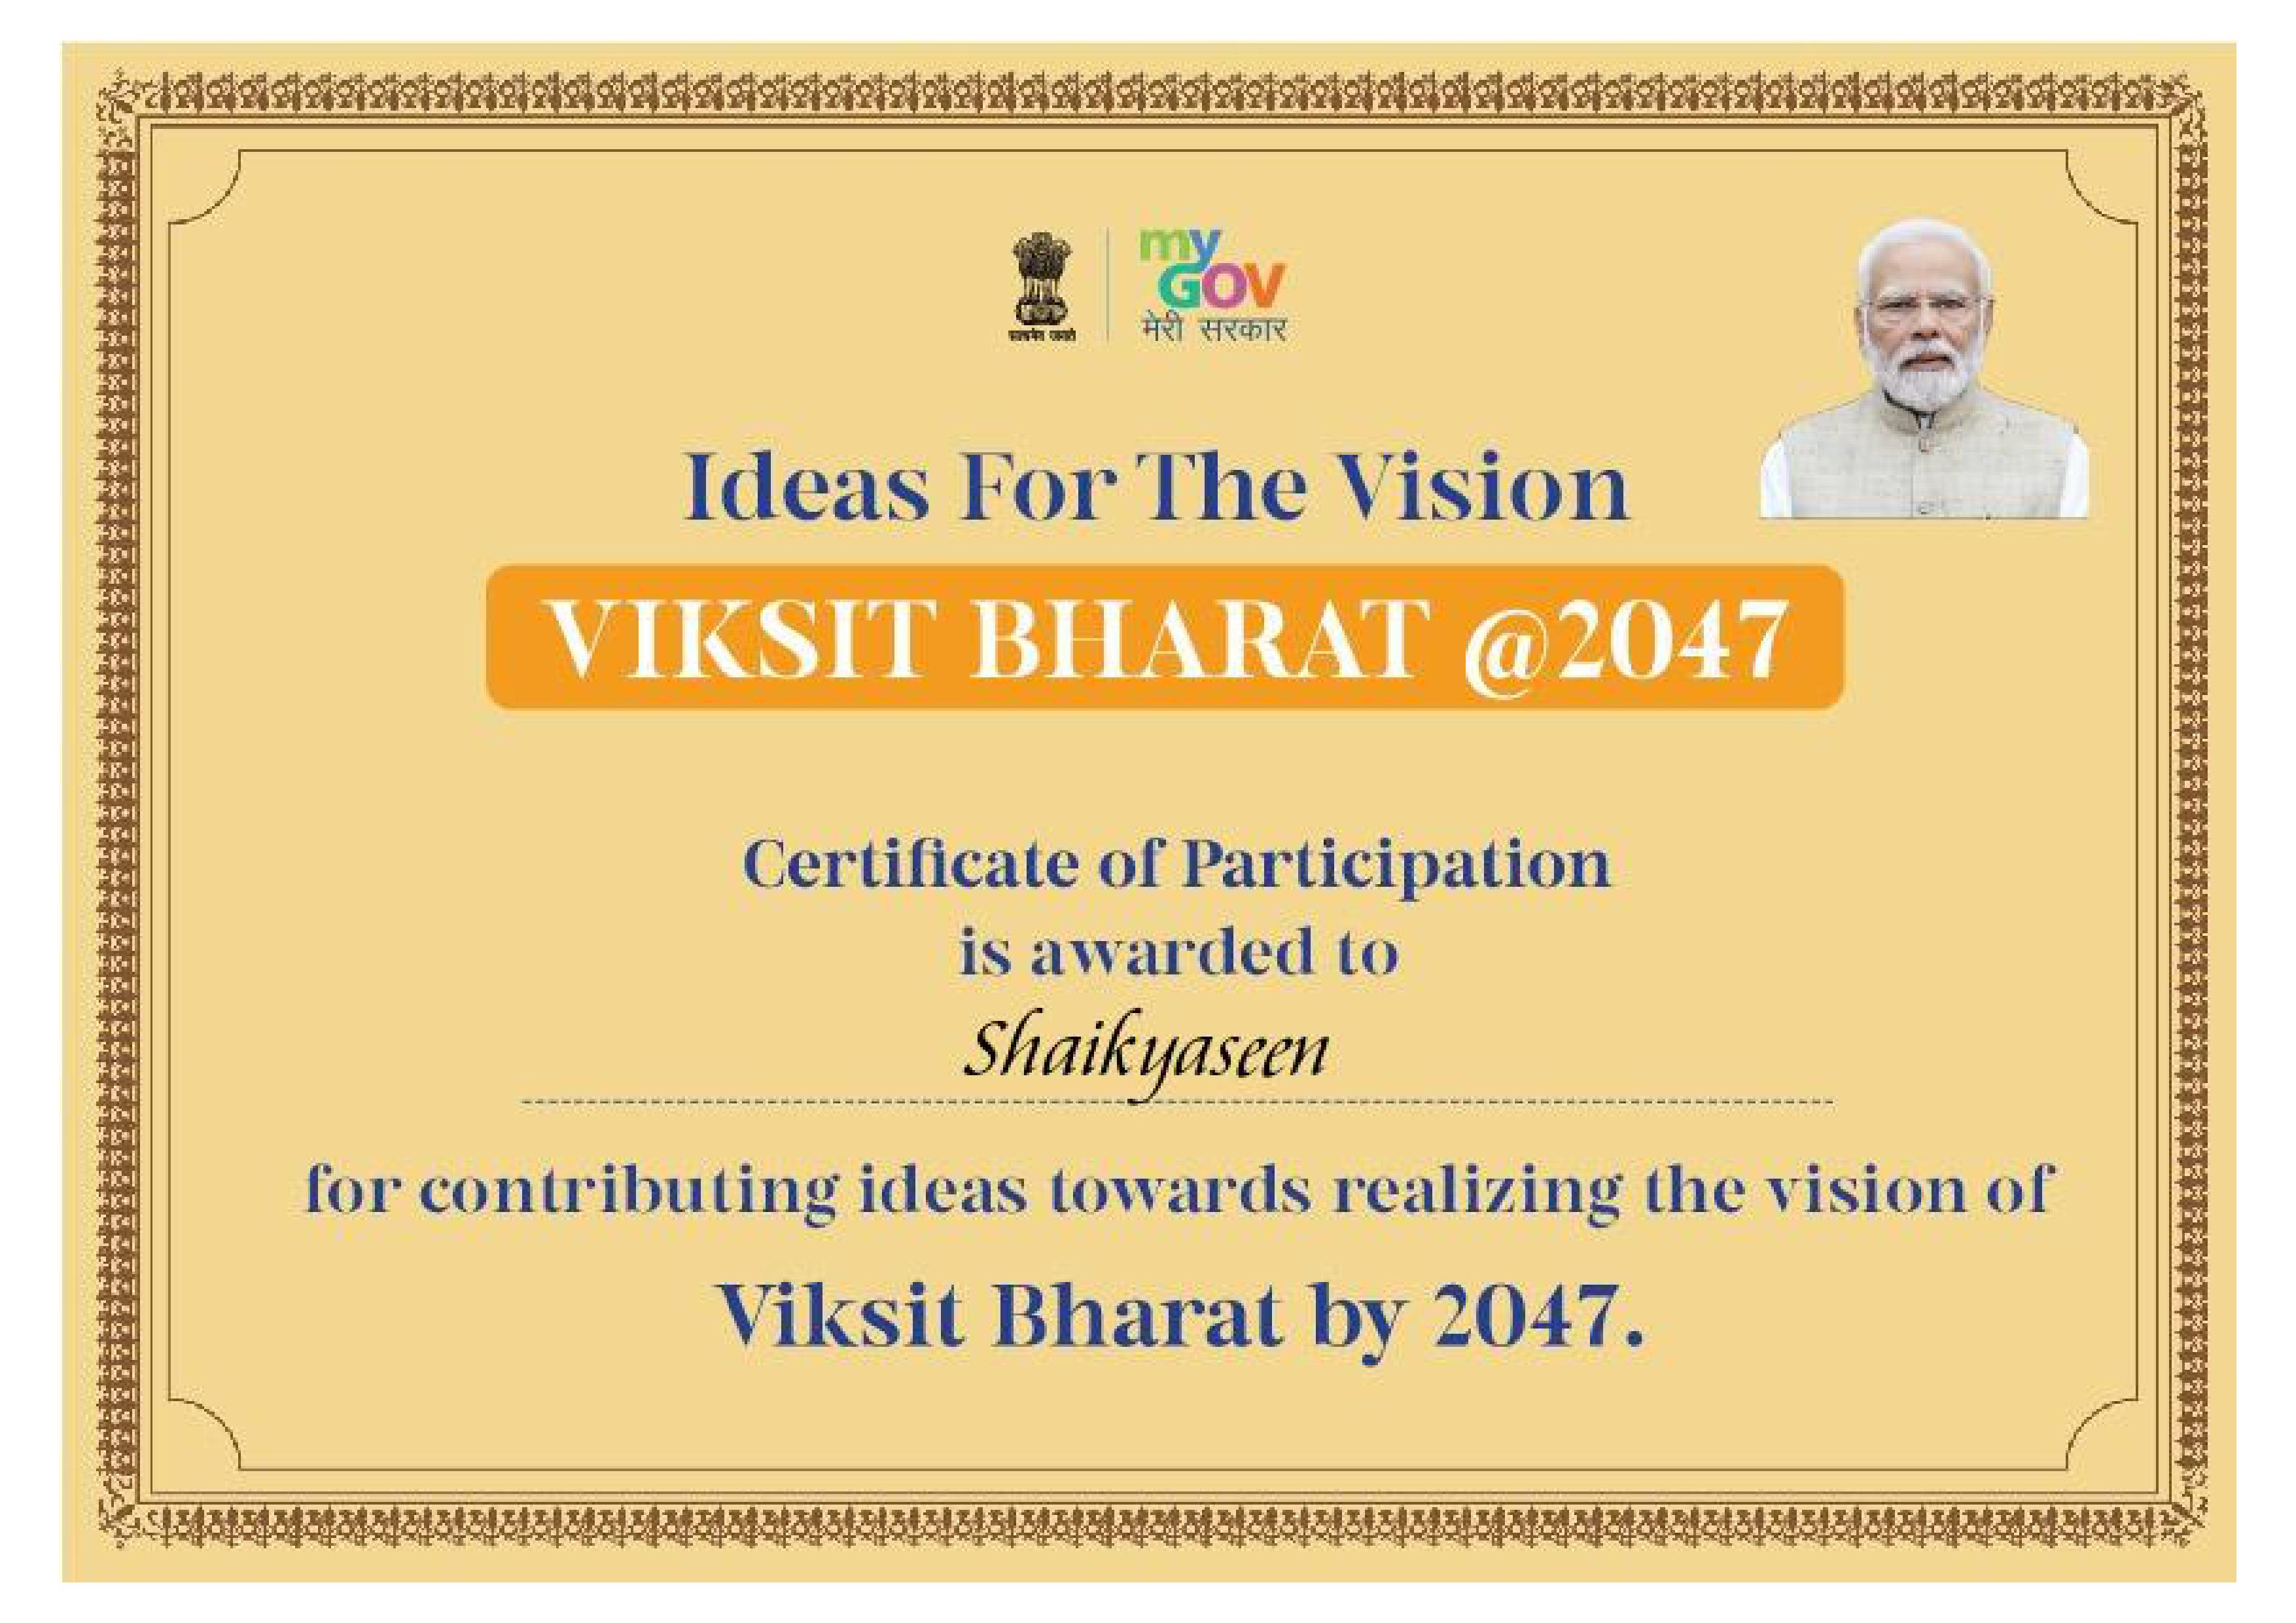 my
GOV
सत्यमेव जयते
मेरी सरकार
Ideas For The Vision
VIKSIT BHARAT @2047
Certificate of Participation
is awarded to
Shaikyaseen
for contributing ideas towards realizing the vision of
Viksit Bharat by 2047.